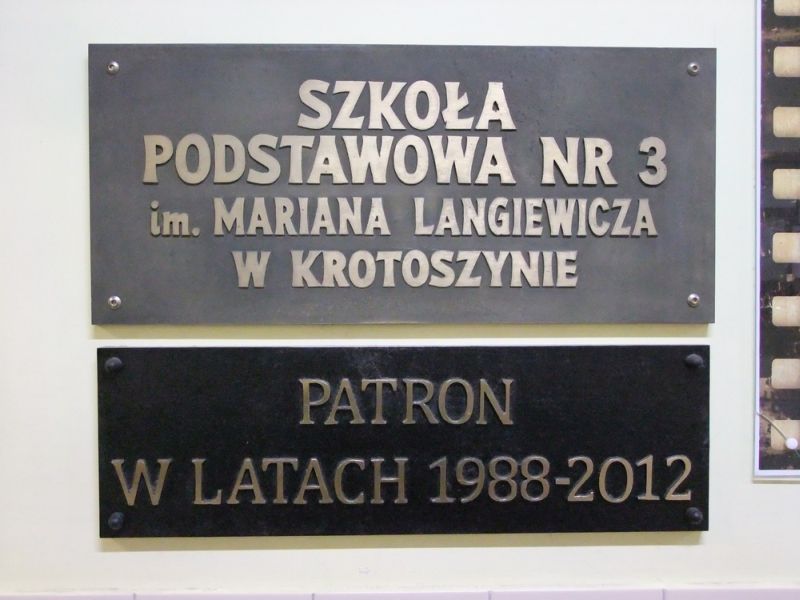 SZKOŁA
PODSTAWOWA NR 3
im. MARIANA LANGIEWICZA
W KROTOSZYNIE
PATRON
W LATACH 1988-2012